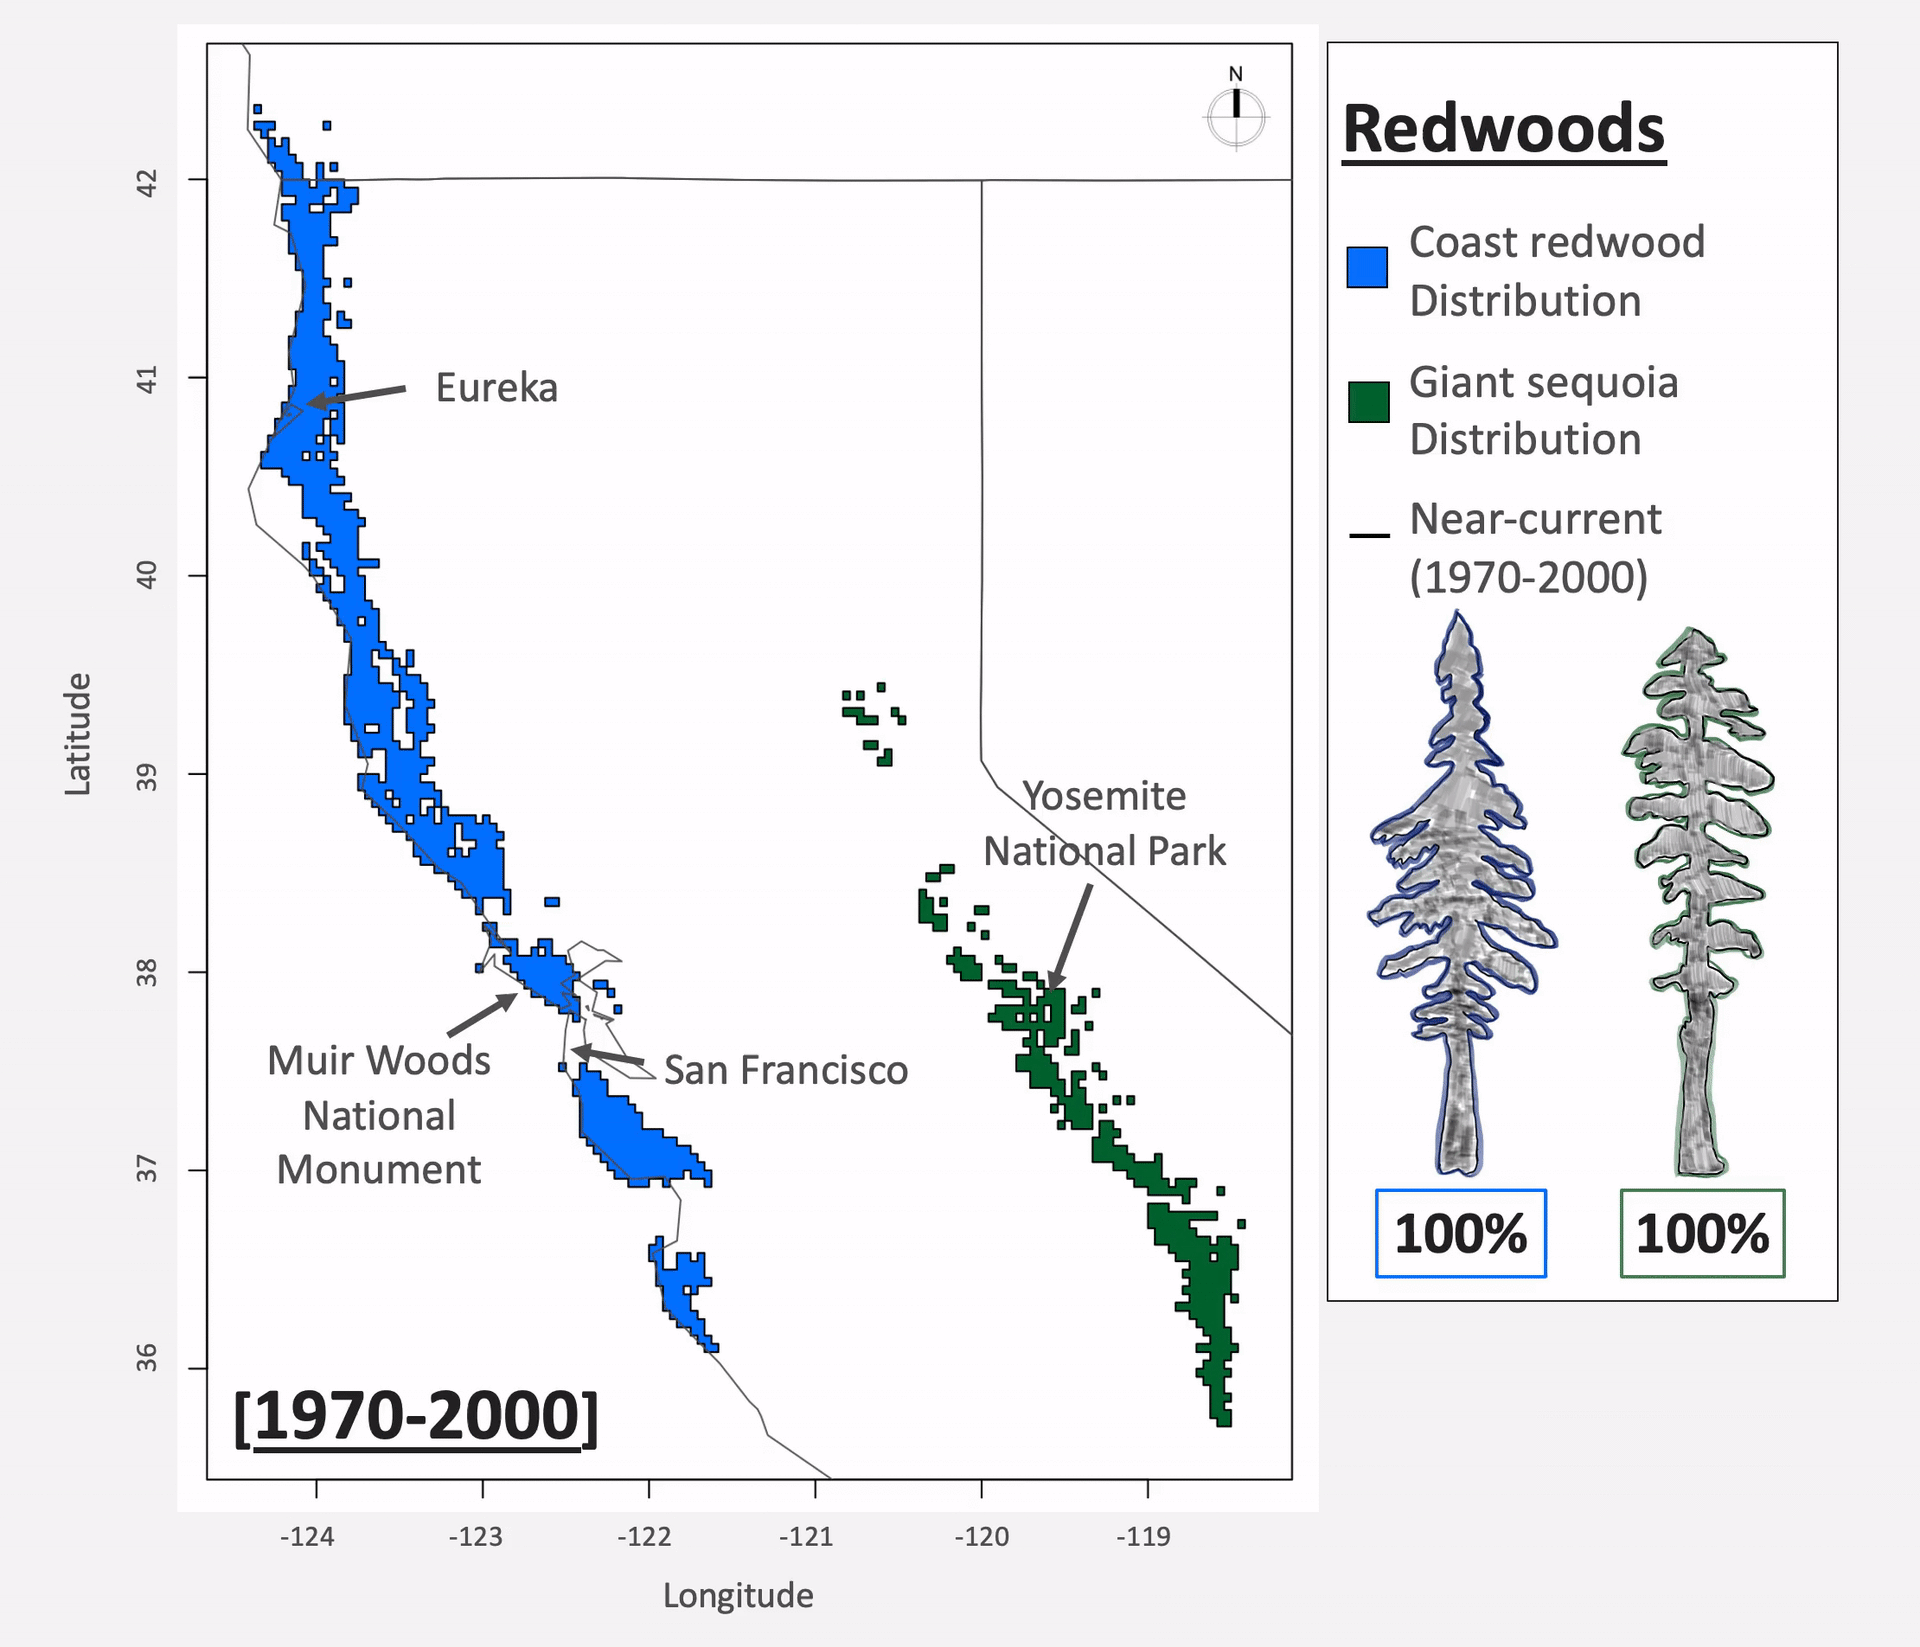 N
42
41
40
39
38
37
36
Latitude
Eureka
Yosemite
National Park
Muir Woods
National
Monument
San Francisco
[1970-2000]
-124
-123
-122
-121
-120
-119
Longitude
Redwoods
Coast redwood
Distribution
Giant sequoia
Distribution
Near-current
(1970-2000)
100%
100%